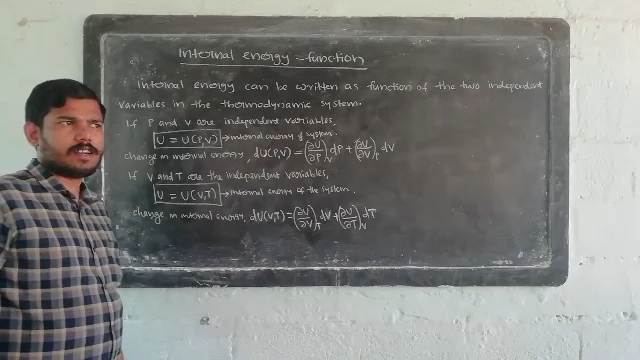 Internal energy - function
Internal energy can be written as function of the two independent
variables in the thermodynamic system.
If P and V are independent variables,
U = U(P,V) → internal energy of system.
change in internal energy, dU(P,V) = (∂U/∂P)_V dP + (∂U/∂V)_P dV
If V and T are the independent variables,
U = U(V,T) → internal energy of the system
change in internal energy, dU(V,T) = (∂U/∂V)_T dV + (∂U/∂T)_V dT